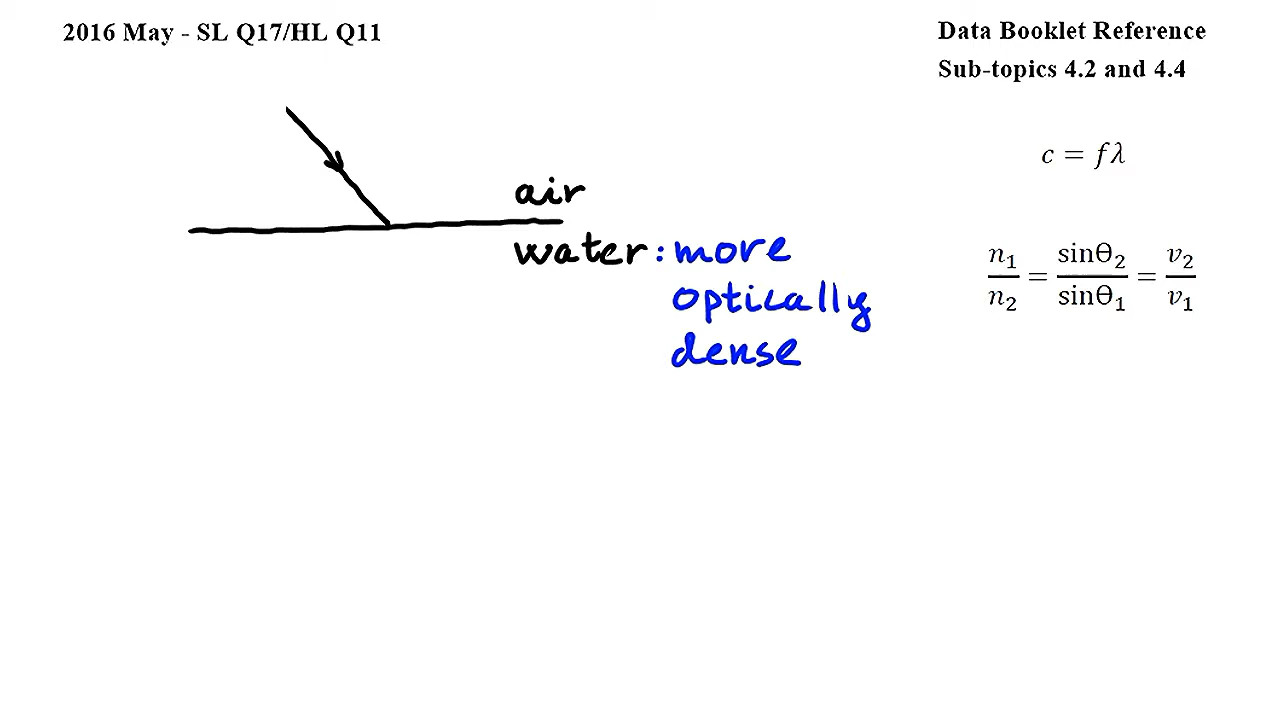 2016 May - SL Q17/HL Q11
Data Booklet Reference
Sub-topics 4.2 and 4.4
c = fλ
air
water: more
optically
dense
n₁/n₂ = sinΘ₂/sinΘ₁ = v₂/v₁